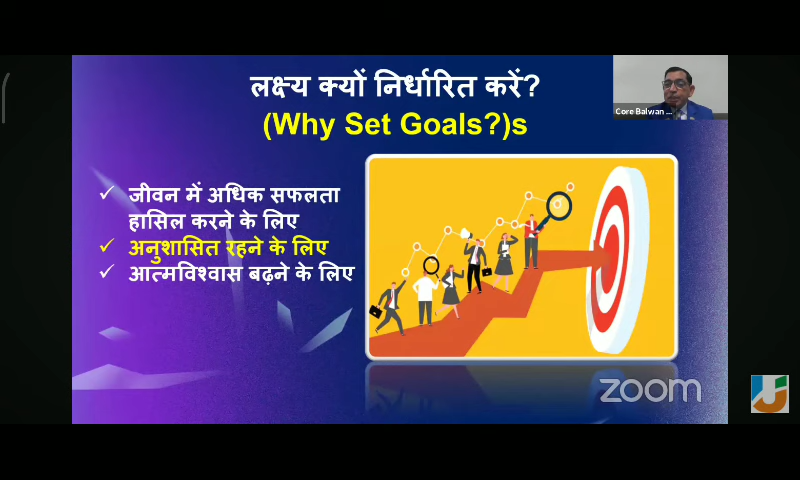 लक्ष्य क्यों निर्धारित करें?
(Why Set Goals?)s
Core Balwan ...
✓ जीवन में अधिक सफलता
हासिल करने के लिए
✓ अनुशासित रहने के लिए
✓ आत्मविश्वास बढ़ने के लिए
zoom